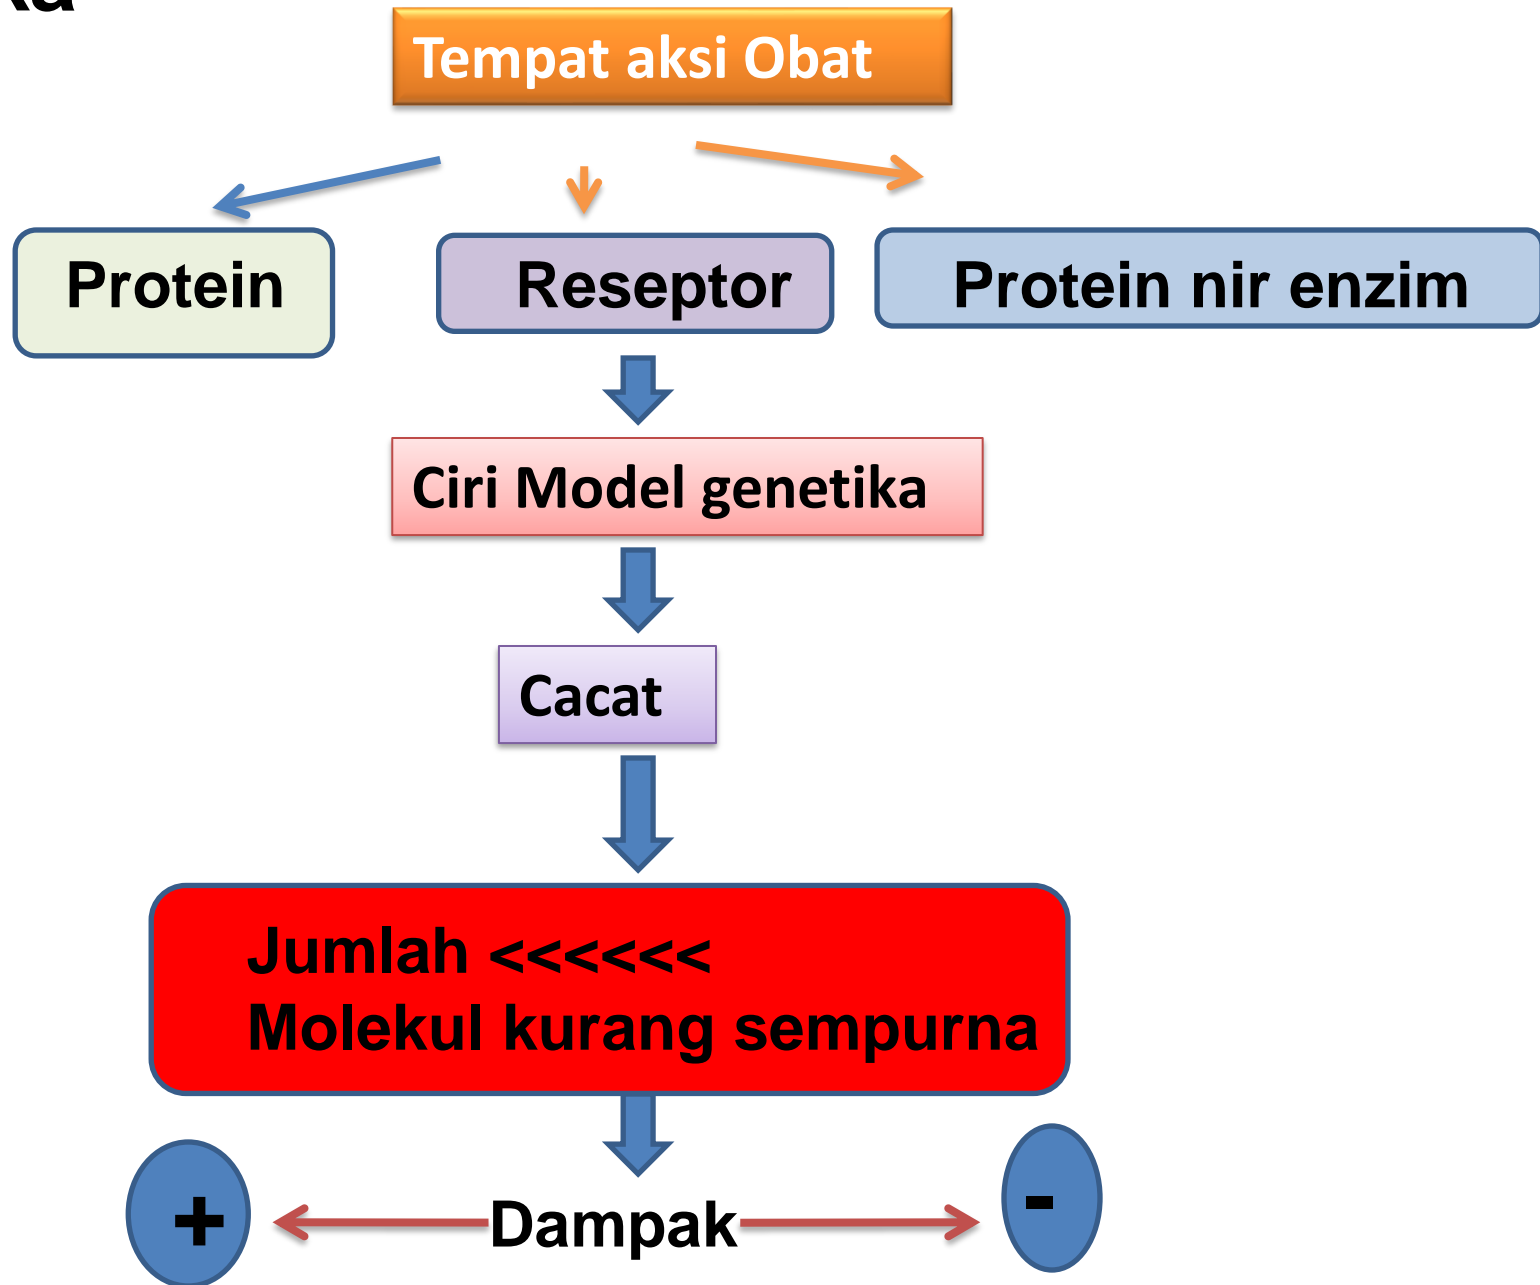 Tempat aksi Obat
Protein
Reseptor
Protein nir enzim
Ciri Model genetika
Cacat
Jumlah <<<<<<
Molekul kurang sempurna
+
Dampak
-